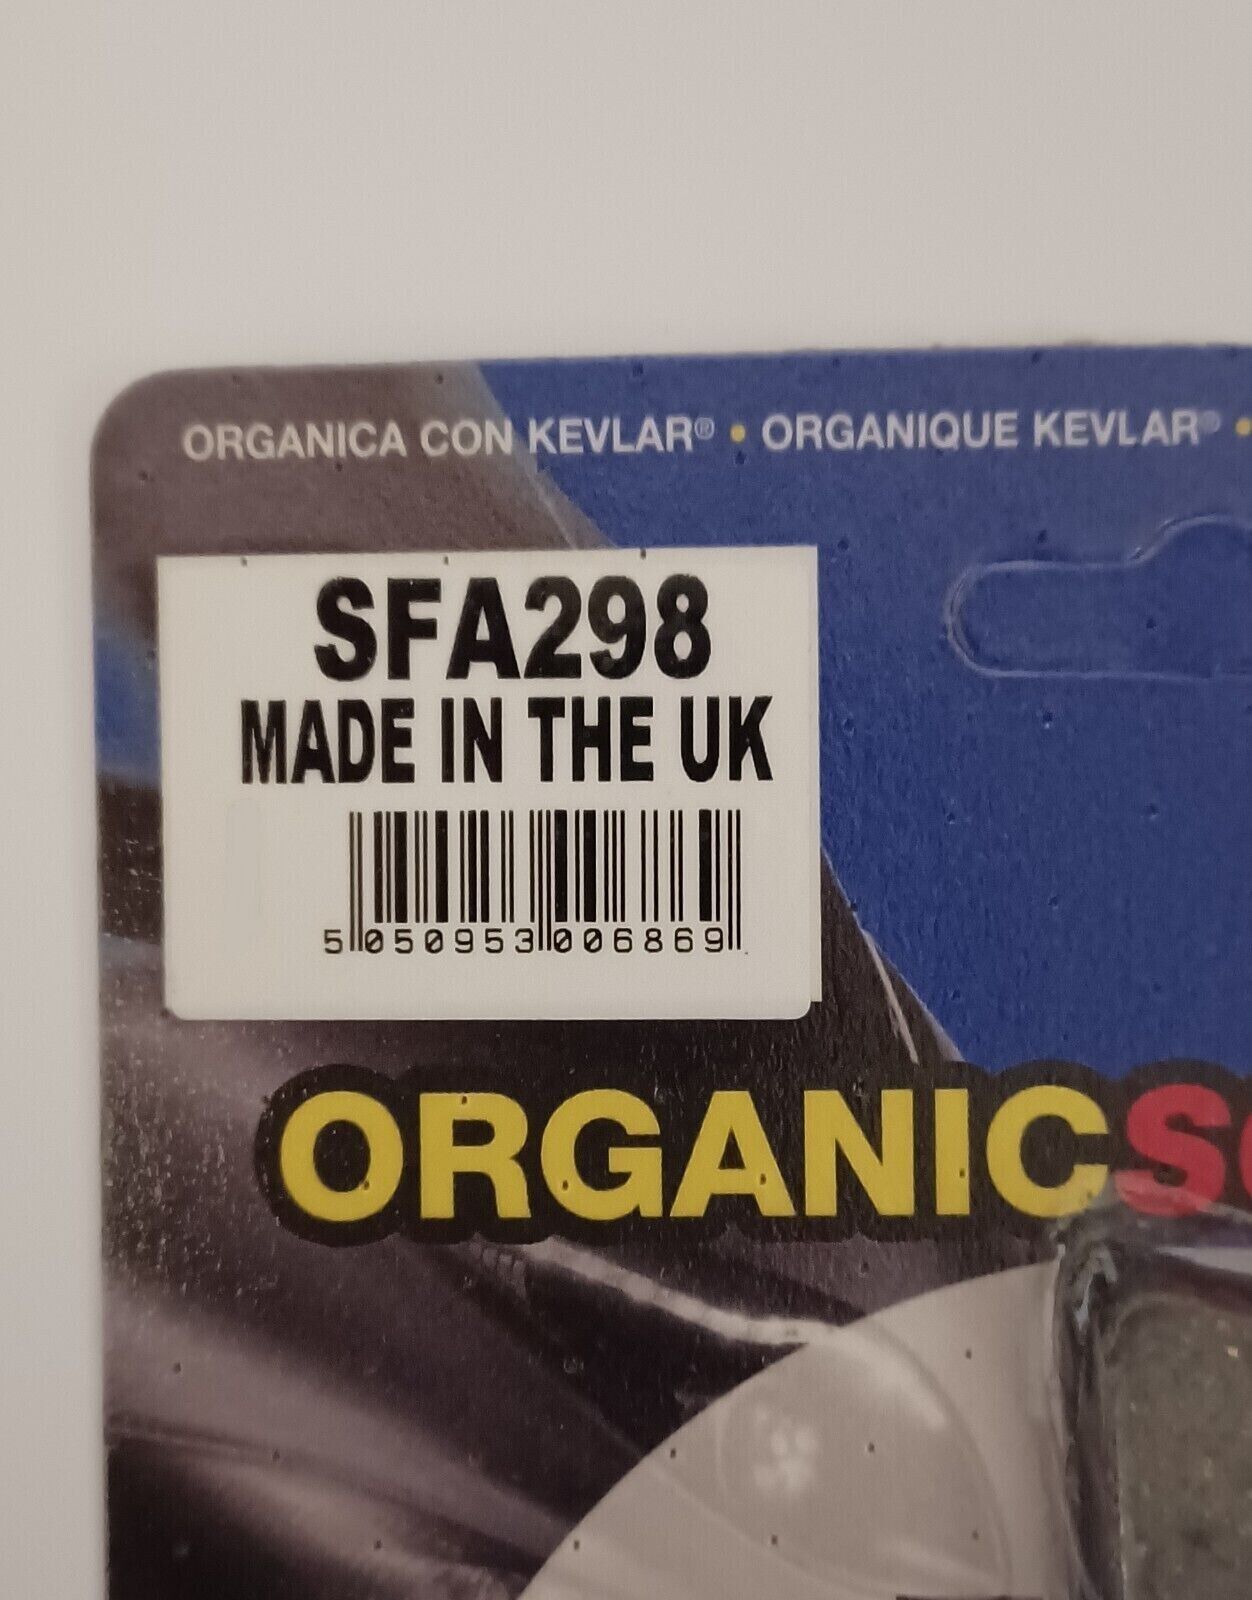 ORGANICA CON KEVLAR® • ORGANIQUE KEVLAR® •
SFA298
MADE IN THE UK
5 050953 006869
ORGANIC